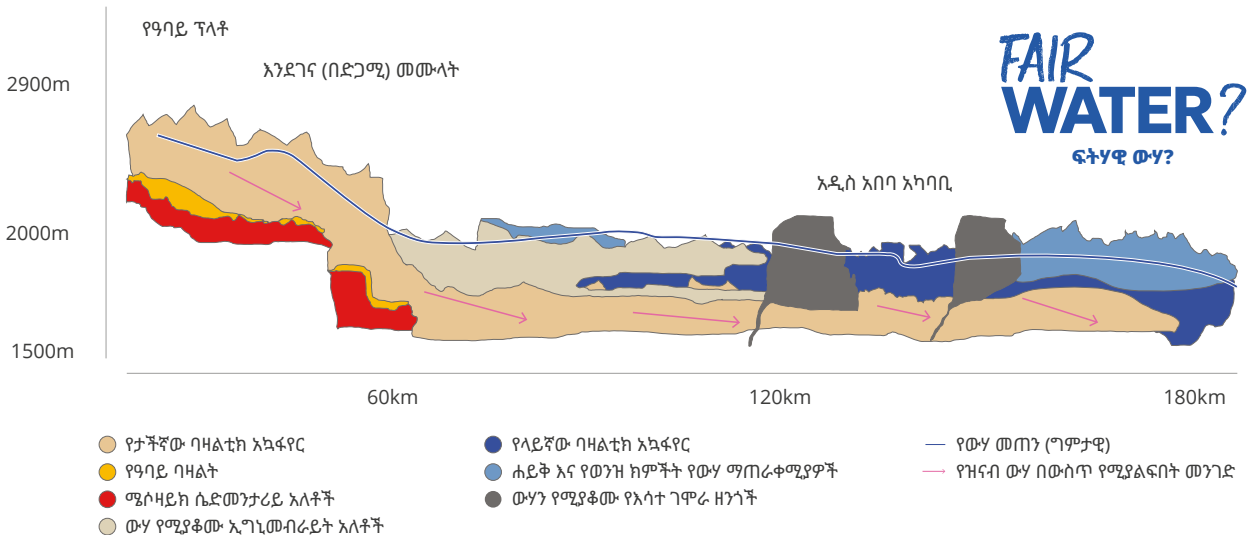 የዓባይ ፕላቶ
እንደገና (በድጋሚ) መሙላት
FAIR
WATER?
ፍትሃዊ ውሃ?
2900m
አዲስ አበባ አካባቢ
2000m
1500m
60km
120km
180km
የታችኛው ባዛልቲክ አኳፋየር
የዓባይ ባዛልት
ሜሶዛይክ ሴድመንታሪይ አለቶች
ውሃ የሚያቆሙ ኢግኒመብራይት አለቶች
የላይኛው ባዛልቲክ አኳፋየር
ሐይቅ እና የወንዝ ክምችት የውሃ ማጠራቀሚያዎች
ውሃን የሚያቆሙ የእሳተ ገሞራ ዘንጎች
የውሃ መጠን (ግምታዊ)
የዝናብ ውሃ በውስጥ የሚያልፍበት መንገድ